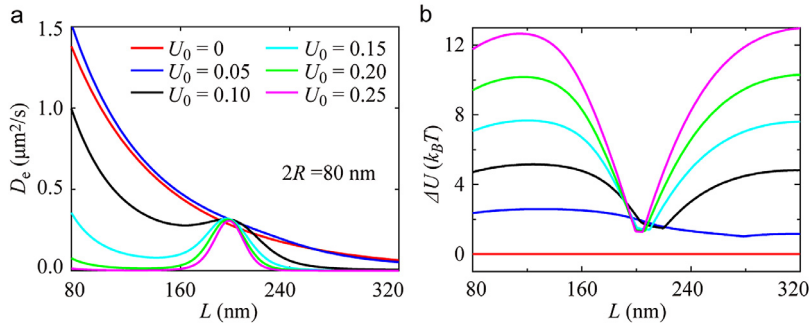 a
b
1.5
1.0
0.5
0.0
Dₑ (μm²/s)
U₀ = 0
U₀ = 0.05
U₀ = 0.10
U₀ = 0.15
U₀ = 0.20
U₀ = 0.25
2R = 80 nm
80 160 240 320
L (nm)
12
8
4
0
ΔU (k_BT)
80 160 240 320
L (nm)